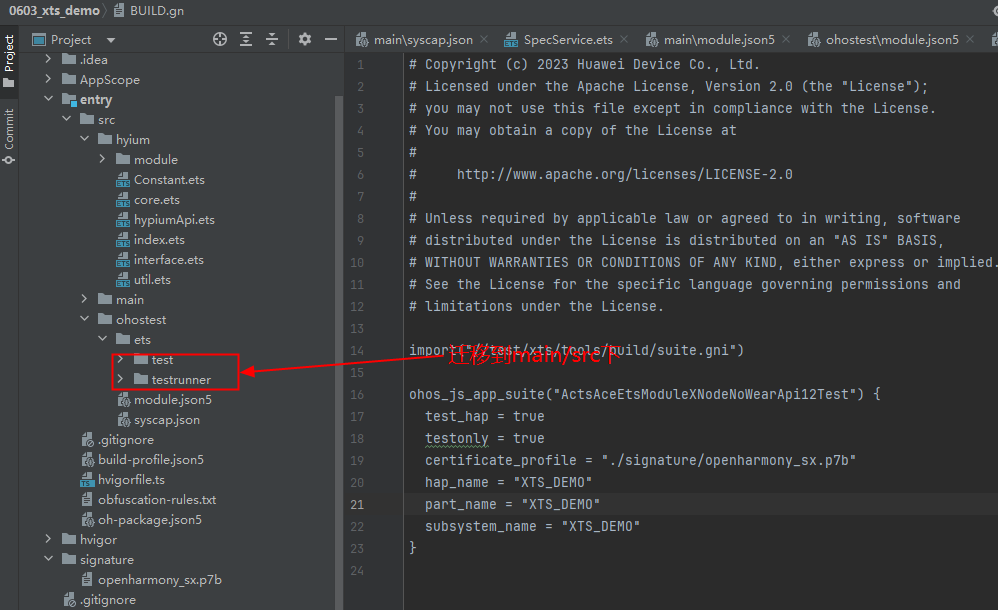 0603_xts_demo
BUILD.gn
Project
Commit
Project
.idea
AppScope
entry
src
hyium
module
Constant.ets
core.ets
hypiumApi.ets
index.ets
interface.ets
util.ets
main
ohostest
ets
test
testrunner
module.json5
syscap.json
.gitignore
build-profile.json5
hvigorfile.ts
obfuscation-rules.txt
oh-package.json5
hvigor
signature
openharmony_sx.p7b
.gitignore
main\syscap.json
SpecService.ets
main\module.json5
ohostest\module.json5
1 # Copyright (c) 2023 Huawei Device Co., Ltd.
2 # Licensed under the Apache License, Version 2.0 (the "License");
3 # you may not use this file except in compliance with the License.
4 # You may obtain a copy of the License at
5 #
6 #     http://www.apache.org/licenses/LICENSE-2.0
7 #
8 # Unless required by applicable law or agreed to in writing, software
9 # distributed under the License is distributed on an "AS IS" BASIS,
10 # WITHOUT WARRANTIES OR CONDITIONS OF ANY KIND, either express or implied.
11 # See the License for the specific language governing permissions and
12 # limitations under the License.
13
14 import("//test/xts/tools/build/suite.gni")
迁移到main/src下
15
16 ohos_js_app_suite("ActsAceEtsModuleXNodeNoWearApi12Test") {
17   test_hap = true
18   testonly = true
19   certificate_profile = "./signature/openharmony_sx.p7b"
20   hap_name = "XTS_DEMO"
21   part_name = "XTS_DEMO"
22   subsystem_name = "XTS_DEMO"
23 }
24